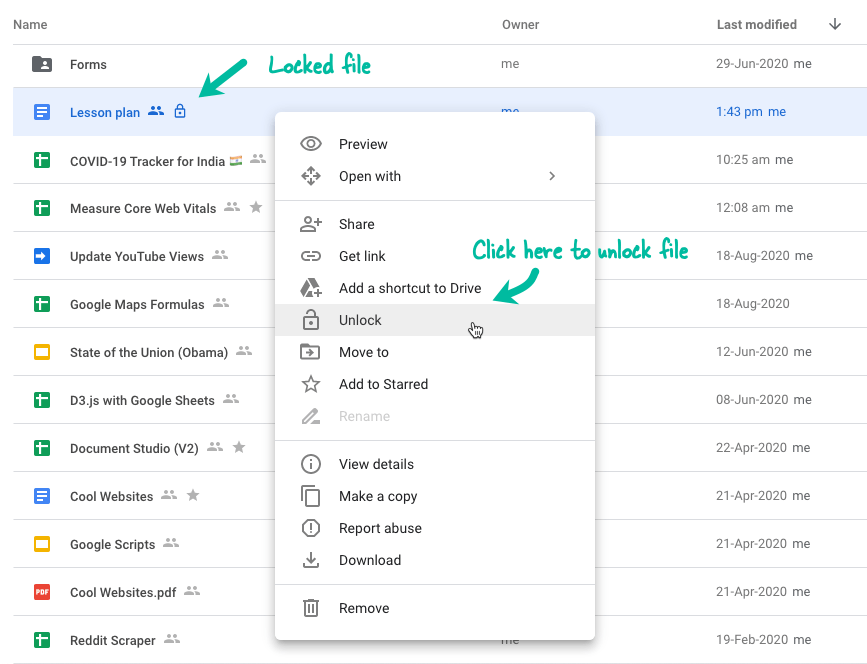 Name Owner Last modified
Locked file
Forms me 29-Jun-2020 me
Lesson plan me 1:43 pm me
Preview
COVID-19 Tracker for India 10:25 am me
Open with
Measure Core Web Vitals 12:08 am me
Share
Click here to unlock file
Update YouTube Views Get link 18-Aug-2020 me
Add a shortcut to Drive
Google Maps Formulas 18-Aug-2020
Unlock
State of the Union (Obama) Move to 12-Jun-2020 me
Add to Starred
D3.js with Google Sheets 08-Jun-2020 me
Rename
Document Studio (V2) 22-Apr-2020 me
View details
Cool Websites Make a copy 21-Apr-2020 me
Report abuse
Google Scripts 21-Apr-2020 me
Download
PDF Cool Websites.pdf 21-Apr-2020 me
Remove
Reddit Scraper me 19-Feb-2020 me